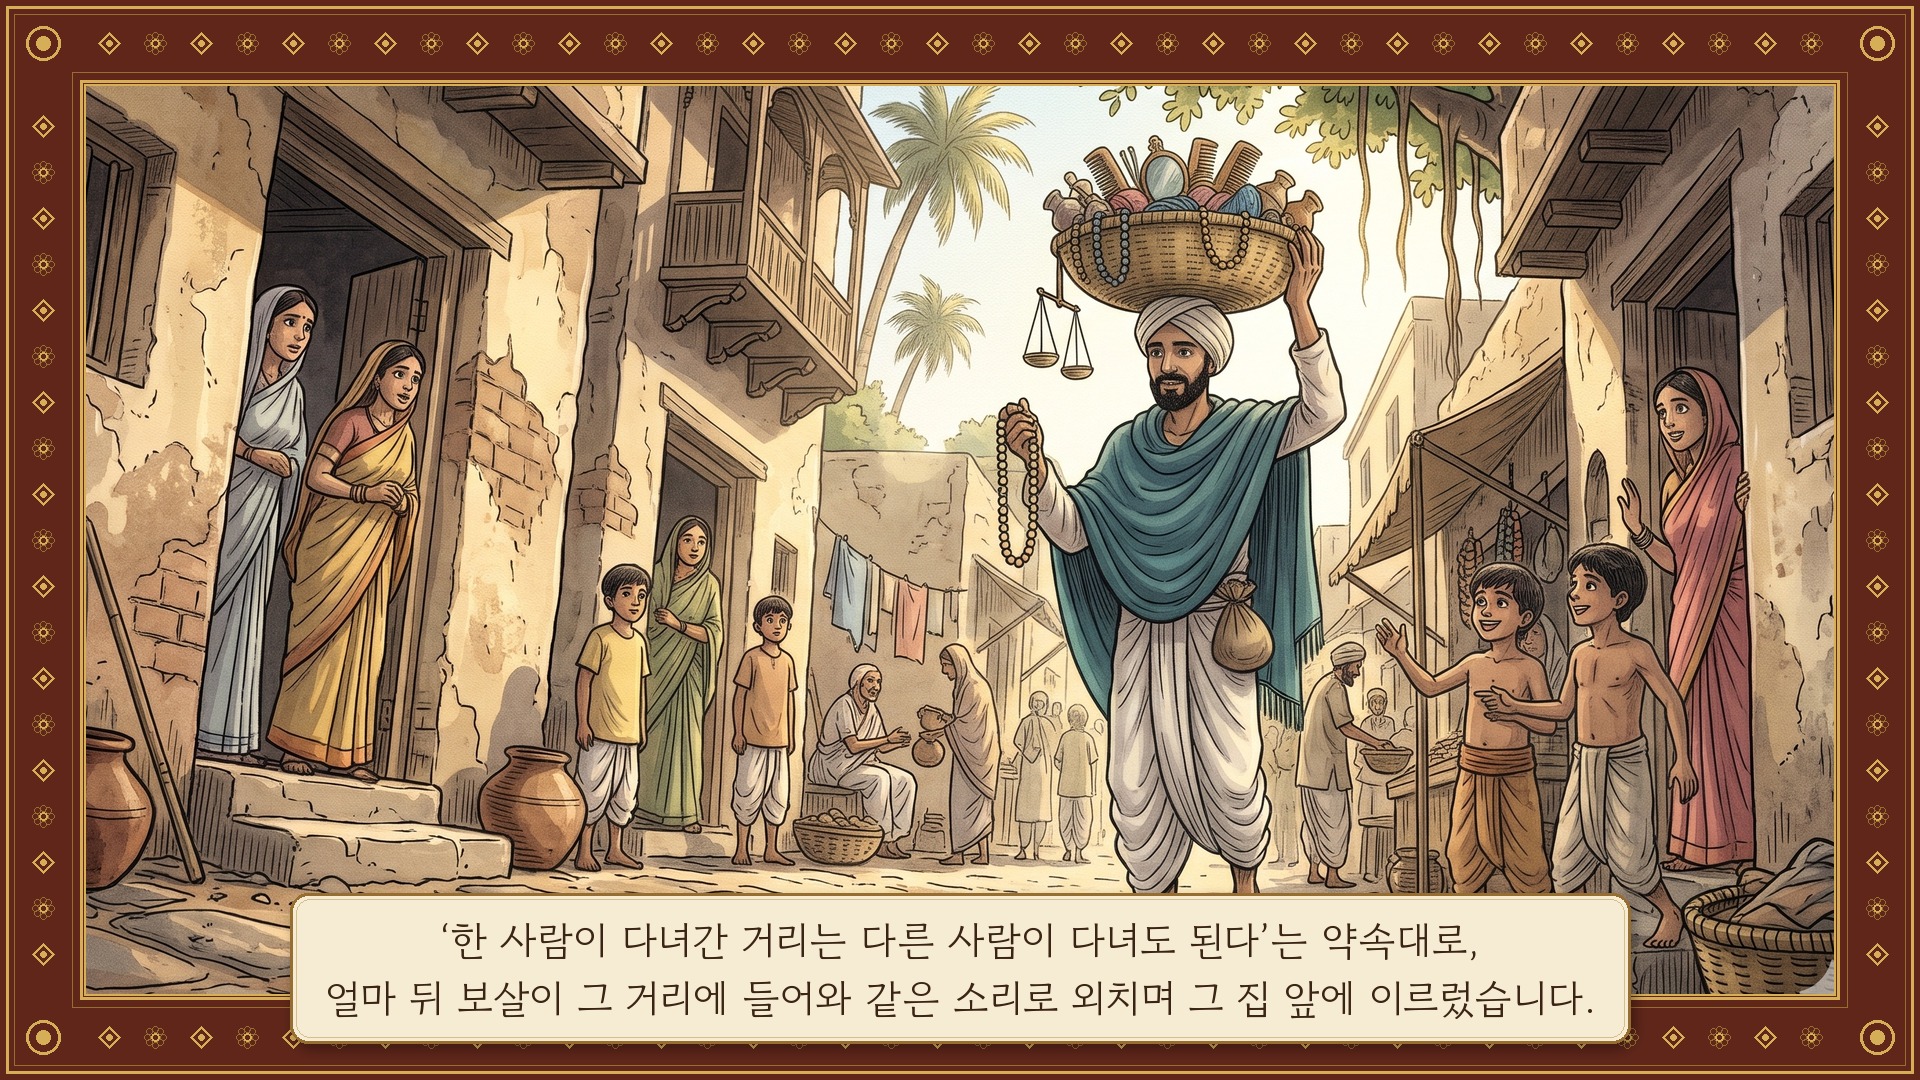 ‘한 사람이 다녀간 거리는 다른 사람이 다녀도 된다’는 약속대로,
얼마 뒤 보살이 그 거리에 들어와 같은 소리로 외치며 그 집 앞에 이르렀습니다.